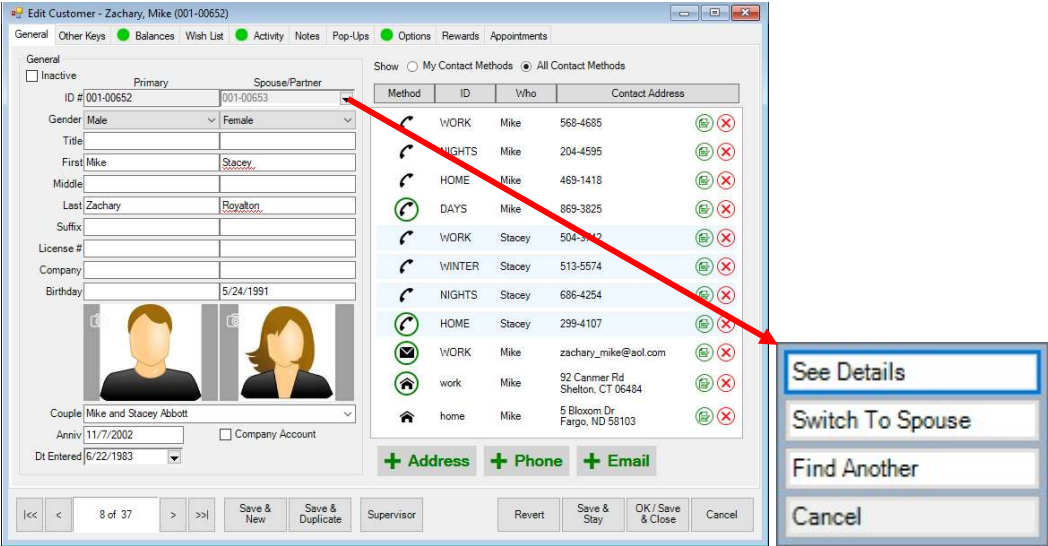 Edit Customer - Zachary, Mike (001-00652)
General Other Keys Balances Wish List Activity Notes Pop-Ups Options Rewards Appointments
General
Inactive
Primary Spouse/Partner
ID # 001-00652 001-00653
Gender Male Female
Title
First Mike Stacey
Middle
Last Zachary Royalton
Suffix
License #
Company
Birthday 5/24/1991
Couple Mike and Stacey Abbott
Anniv 11/7/2002 Company Account
Dt Entered 6/22/1983
Show My Contact Methods All Contact Methods
Method ID Who Contact Address
WORK Mike 568-4685
NIGHTS Mike 204-4595
HOME Mike 469-1418
DAYS Mike 869-3825
WORK Stacey
WINTER Stacey 513-5574
NIGHTS Stacey 686-4254
HOME Stacey 299-4107
WORK Mike zachary_mike@aol.com
work Mike 92 Canmer Rd
Shelton, CT 06484
home Mike 5 Bloxom Dr
Fargo, ND 58103
+ Address + Phone + Email
|<< < 8 of 37 > >>| Save & New Save & Duplicate Supervisor Revert Save & Stay OK / Save & Close Cancel
See Details
Switch To Spouse
Find Another
Cancel